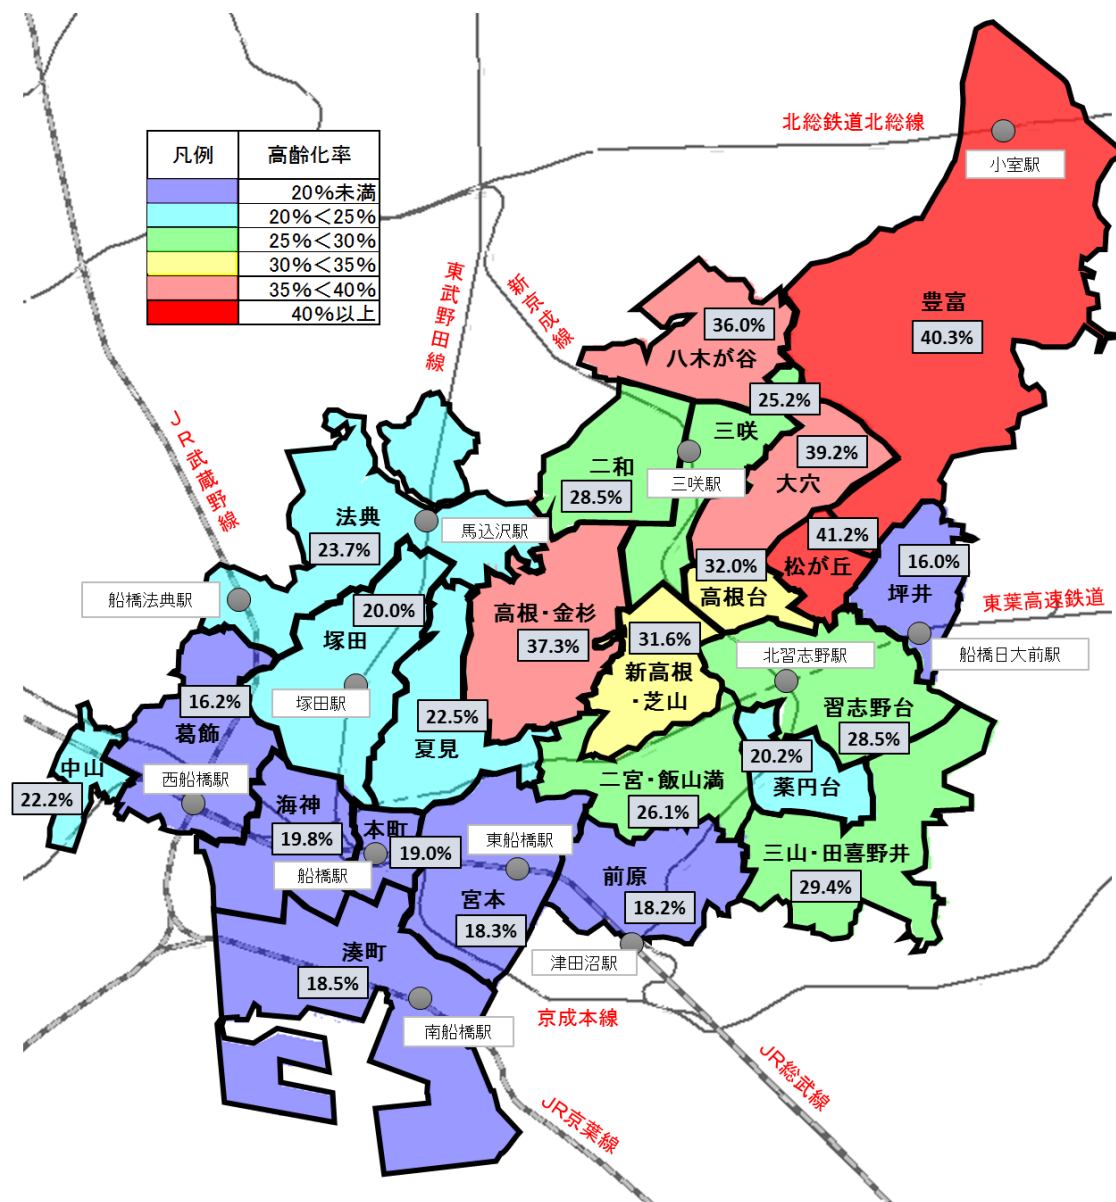 北総鉄道北総線
小室駅
凡例 高齢化率
20%未満
20%<25%
25%<30%
30%<35%
35%<40%
40%以上
東武野田線
新京成線
JR武蔵野線
豊富
40.3%
36.0%
八木が谷
25.2%
三咲
三咲駅
39.2%
大穴
二和
28.5%
法典
23.7%
馬込沢駅
船橋法典駅
41.2%
松が丘
16.0%
坪井
32.0%
高根台
東葉高速鉄道
船橋日大前駅
20.0%
塚田
塚田駅
高根・金杉
37.3%
31.6%
新高根
・芝山
北習志野駅
習志野台
28.5%
16.2%
葛飾
西船橋駅
22.5%
夏見
中山
22.2%
20.2%
薬円台
二宮・飯山満
26.1%
海神
19.8%
本町
19.0%
船橋駅
東船橋駅
宮本
18.3%
前原
18.2%
三山・田喜野井
29.4%
津田沼駅
湊町
18.5%
南船橋駅
京成本線
JR総武線
JR京葉線